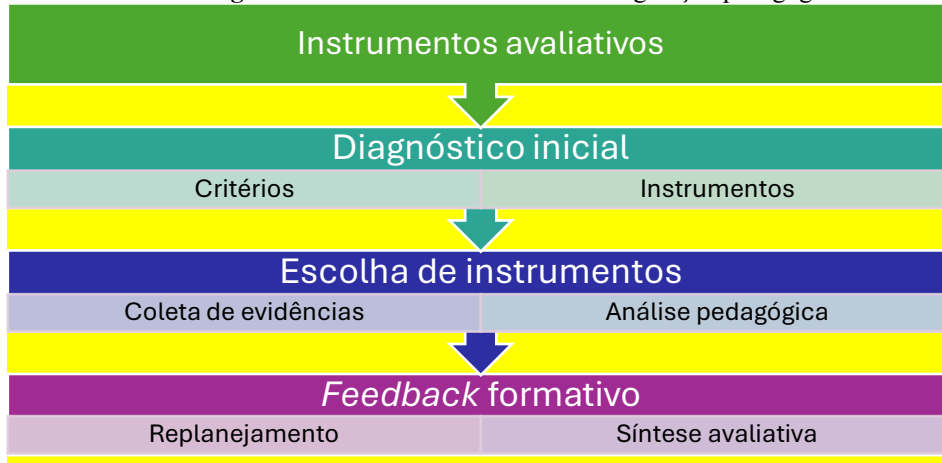 Instrumentos avaliativos
Diagnóstico inicial
Critérios
Instrumentos
Escolha de instrumentos
Coleta de evidências
Análise pedagógica
Feedback formativo
Replanejamento
Síntese avaliativa